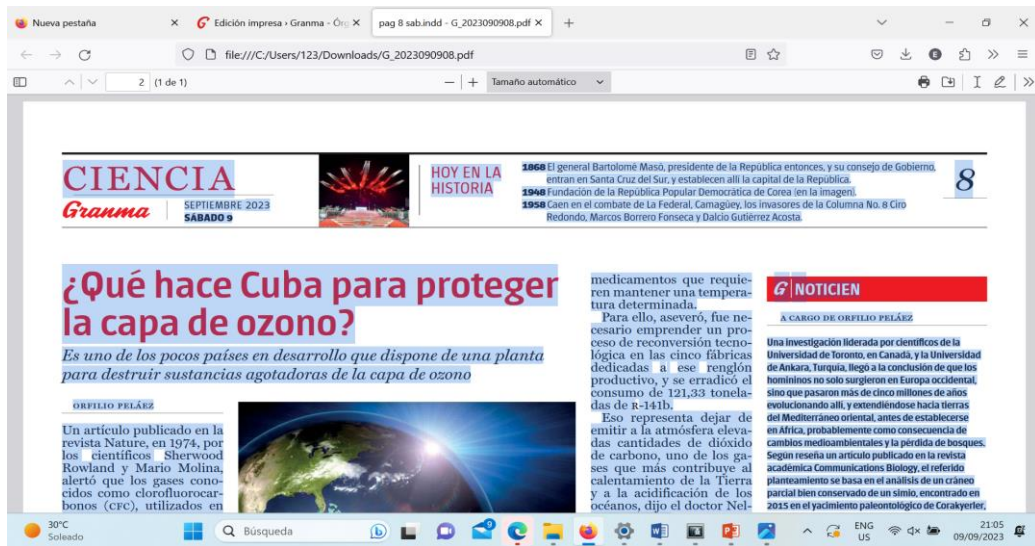 Nueva pestaña
Edición impresa › Granma - Órg
pag 8 sab.indd - G_2023090908.pdf
file:///C:/Users/123/Downloads/G_2023090908.pdf
2 (1 de 1)
Tamaño automático
CIENCIA
Granma
SEPTIEMBRE 2023
SÁBADO 9
HOY EN LA
HISTORIA
1868 El general Bartolomé Masó, presidente de la República entonces, y su consejo de Gobierno,
entran en Santa Cruz del Sur, y establecen allí la capital de la República.
1948 Fundación de la República Popular Democrática de Corea (en la imagen).
1958 Caen en el combate de La Federal, Camagüey, los invasores de la Columna No. 8 Ciro
Redondo, Marcos Borrero Fonseca y Dalcio Gutiérrez Acosta.
8
¿Qué hace Cuba para proteger
la capa de ozono?
Es uno de los pocos países en desarrollo que dispone de una planta
para destruir sustancias agotadoras de la capa de ozono
ORFILIO PELÁEZ
Un artículo publicado en la
revista Nature, en 1974, por
los científicos Sherwood
Rowland y Mario Molina,
alertó que los gases cono-
cidos como clorofluorocar-
bonos (CFC), utilizados en
medicamentos que requie-
ren mantener una tempera-
tura determinada.
Para ello, aseveró, fue ne-
cesario emprender un pro-
ceso de reconversión tecno-
lógica en las cinco fábricas
dedicadas a ese renglón
productivo, y se erradicó el
consumo de 121,33 tonela-
das de R-141b.
Eso representa dejar de
emitir a la atmósfera eleva-
das cantidades de dióxido
de carbono, uno de los ga-
ses que más contribuye al
calentamiento de la Tierra
y a la acidificación de los
océanos, dijo el doctor Nel-
G NOTICIEN
A CARGO DE ORFILIO PELÁEZ
Una investigación liderada por científicos de la
Universidad de Toronto, en Canadá, y la Universidad
de Ankara, Turquía, llegó a la conclusión de que los
homininos no solo surgieron en Europa occidental,
sino que pasaron más de cinco millones de años
evolucionando allí, y extendiéndose hacia tierras
del Mediterráneo oriental, antes de establecerse
en África, probablemente como consecuencia de
cambios medioambientales y la pérdida de bosques.
Según reseña un artículo publicado en la revista
académica Communications Biology, el referido
planteamiento se basa en el análisis de un cráneo
parcial bien conservado de un simio, encontrado en
2015 en el yacimiento paleontológico de Corakyerler,
30°C
Soleado
Búsqueda
9
ENG
US
21:05
09/09/2023